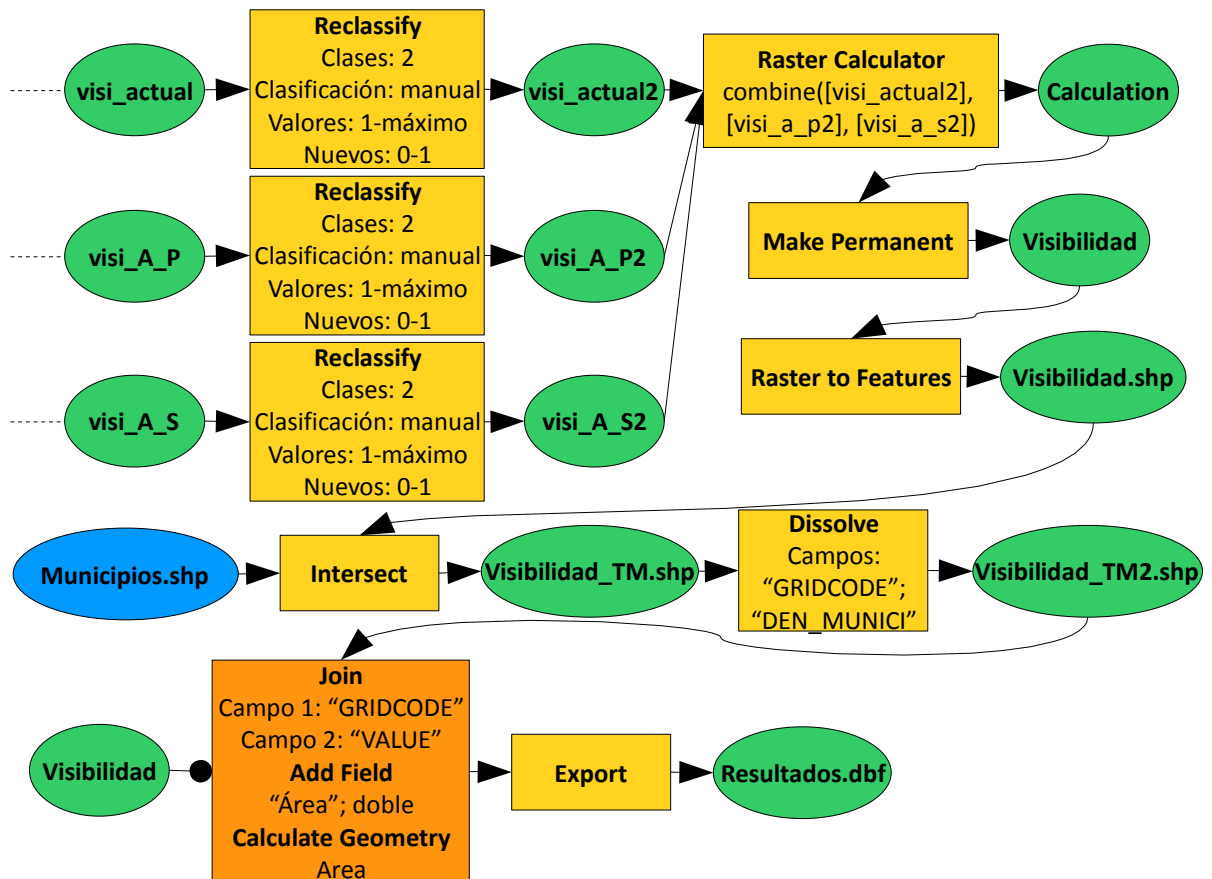 visi_actual
Reclassify
Clases: 2
Clasificación: manual
Valores: 1-máximo
Nuevos: 0-1
visi_actual2
Raster Calculator
combine([visi_actual2],
[visi_a_p2], [visi_a_s2])
Calculation
visi_A_P
Reclassify
Clases: 2
Clasificación: manual
Valores: 1-máximo
Nuevos: 0-1
visi_A_P2
Make Permanent
Visibilidad
visi_A_S
Reclassify
Clases: 2
Clasificación: manual
Valores: 1-máximo
Nuevos: 0-1
visi_A_S2
Raster to Features
Visibilidad.shp
Municipios.shp
Intersect
Visibilidad_TM.shp
Dissolve
Campos:
“GRIDCODE”;
“DEN_MUNICI”
Visibilidad_TM2.shp
Visibilidad
Join
Campo 1: “GRIDCODE”
Campo 2: “VALUE”
Add Field
“Área”; doble
Calculate Geometry
Area
Export
Resultados.dbf